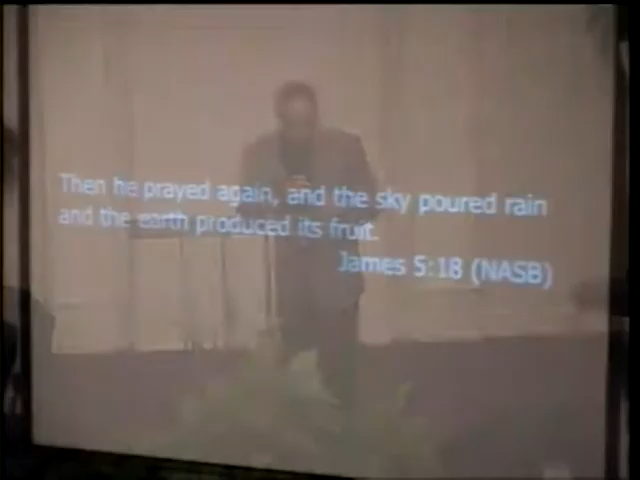 Then he prayed again, and the sky poured rain
and the earth produced its fruit.
James 5:18 (NASB)